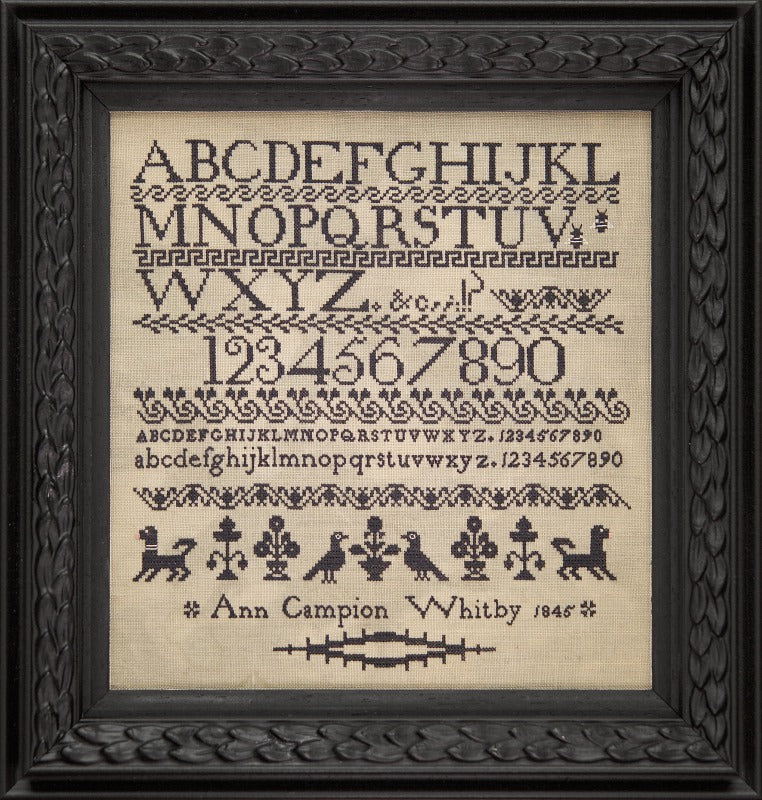 ABCDEFGHIJKL
MNOPQRSTUV
WXYZ. &c,;:!?
1234567890
ABCDEFGHIJKLMNOPQRSTUVWXYZ. 1234567890
abcdefghijklmnopqrstuvwxyz. 1234567890
Ann Campion Whitby 1845